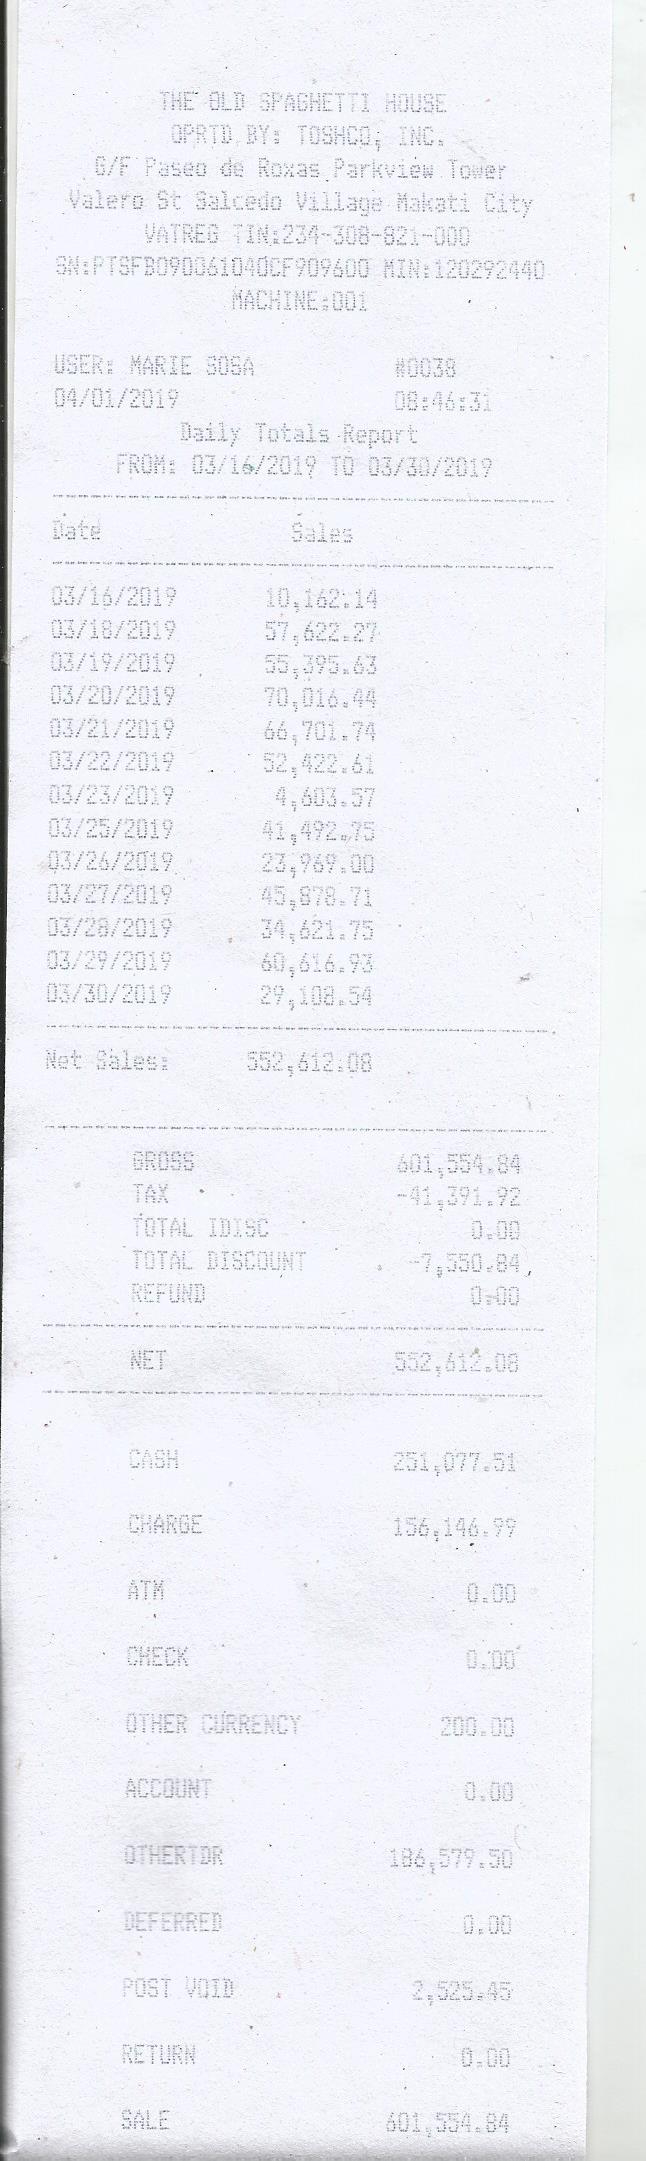 THE OLD SPAGHETTI HOUSE
OPRTD BY: TOSHCO, INC.
G/F Paseo de Roxas Parkview Tower
Valero St Salcedo Village Makati City
VATREG TIN:234-308-821-000
SN:PTSFB090061040CF909600 MIN:120292440
MACHINE:001
USER: MARIE SOSA #0038
04/01/2019 08:46:31
Daily Totals Report
FROM: 03/16/2019 TO 03/30/2019
Date Sales
03/16/2019 10,162.14
03/18/2019 57,622.27
03/19/2019 55,395.63
03/20/2019 70,016.44
03/21/2019 66,701.74
03/22/2019 52,422.61
03/23/2019 4,603.57
03/25/2019 41,492.75
03/26/2019 23,969.00
03/27/2019 45,878.71
03/28/2019 34,621.75
03/29/2019 60,616.93
03/30/2019 29,108.54
Net Sales: 552,612.08
GROSS 601,554.84
TAX -41,391.92
TOTAL IDISC 0.00
TOTAL DISCOUNT -7,550.84
REFUND 0.00
NET 552,612.08
CASH 251,077.51
CHARGE 156,146.99
ATM 0.00
CHECK 0.00
OTHER CURRENCY 200.00
ACCOUNT 0.00
OTHERTDR 186,579.50
DEFERRED 0.00
POST VOID 2,525.45
RETURN 0.00
SALE 601,554.84